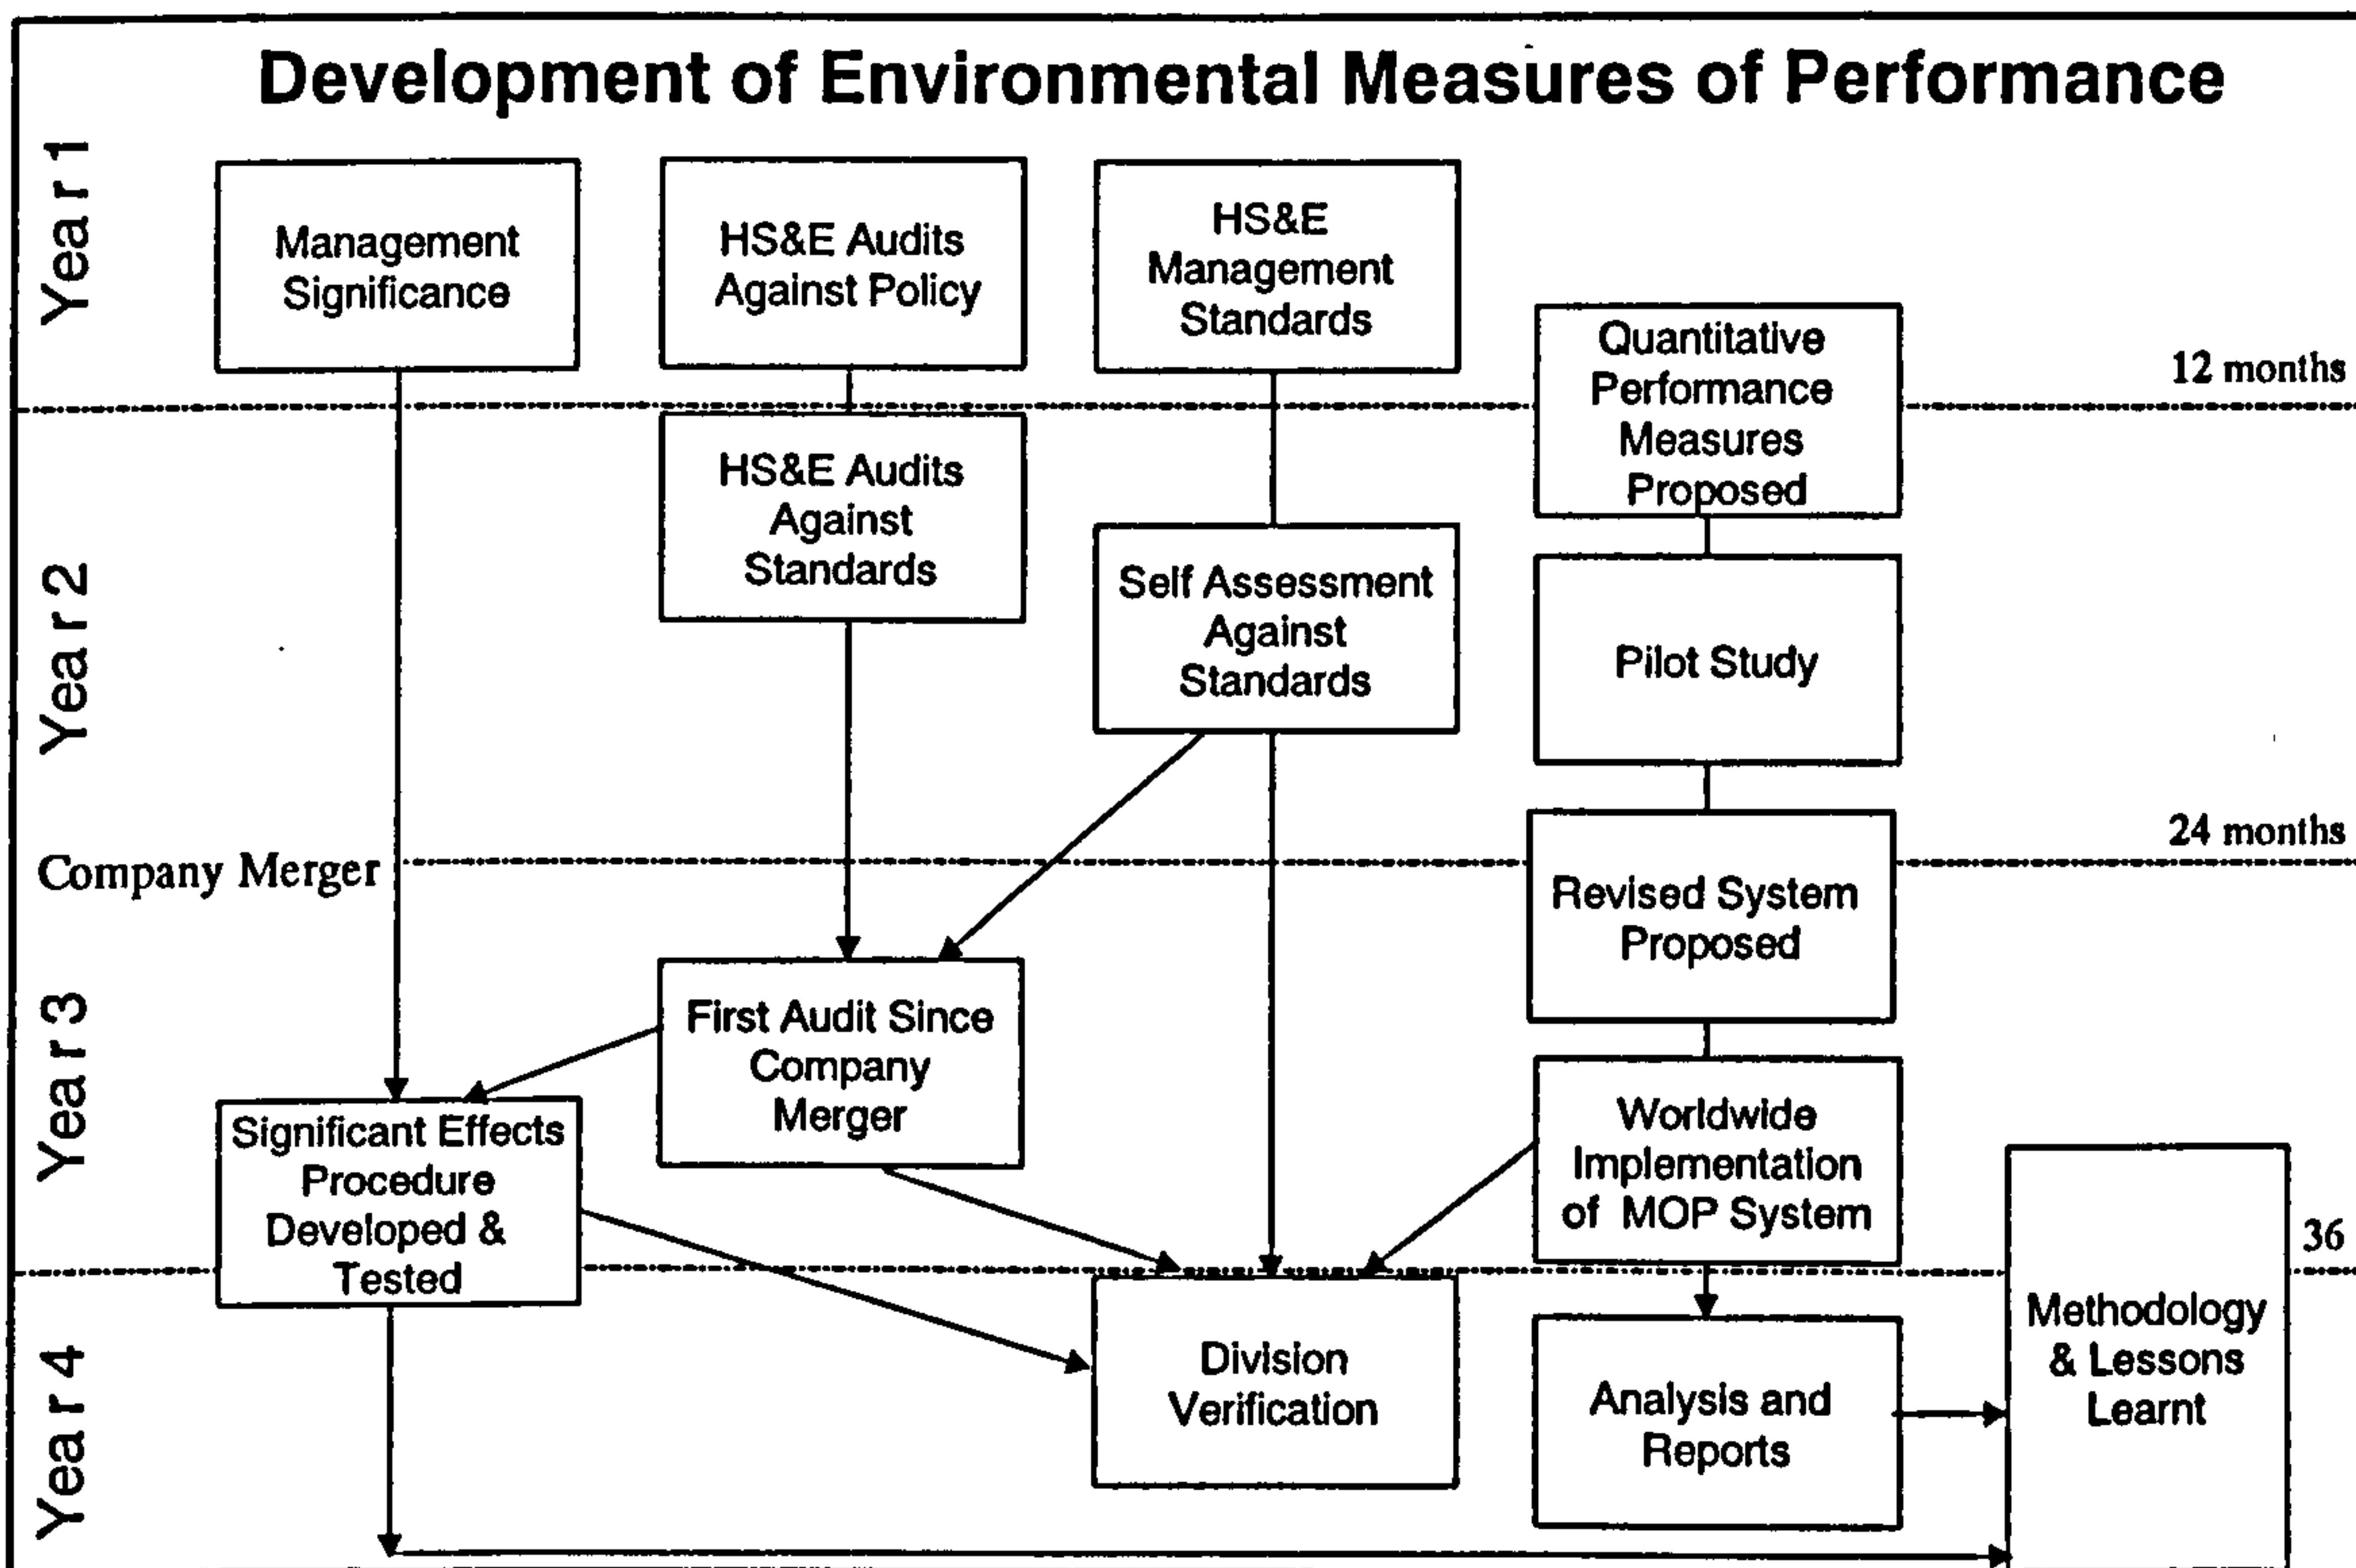 Development of Environmental Measures of Performance
Year 1
Management
Significance
HS&E Audits
Against Policy
HS&E
Management
Standards
Quantitative
Performance
Measures
Proposed
12 months
Year 2
HS&E Audits
Against
Standards
Self Assessment
Against
Standards
Pilot Study
24 months
Company Merger
Revised System
Proposed
Year 3
First Audit Since
Company
Merger
Significant Effects
Procedure
Developed &
Tested
Worldwide
Implementation
of MOP System
36
Year 4
Division
Verification
Analysis and
Reports
Methodology
& Lessons
Learnt